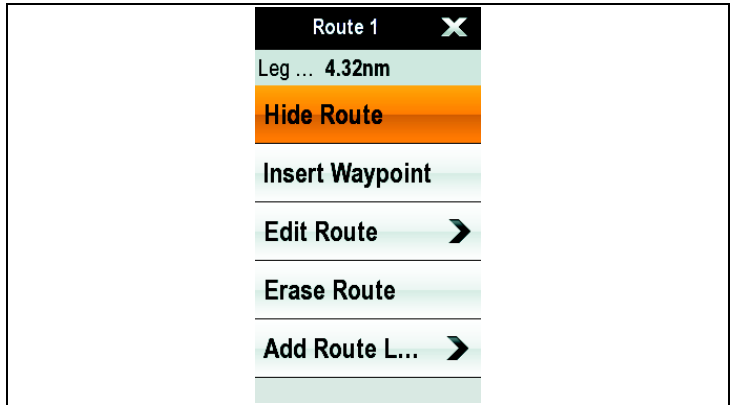 Route 1
Leg ... 4.32nm
Hide Route
Insert Waypoint
Edit Route
Erase Route
Add Route L...